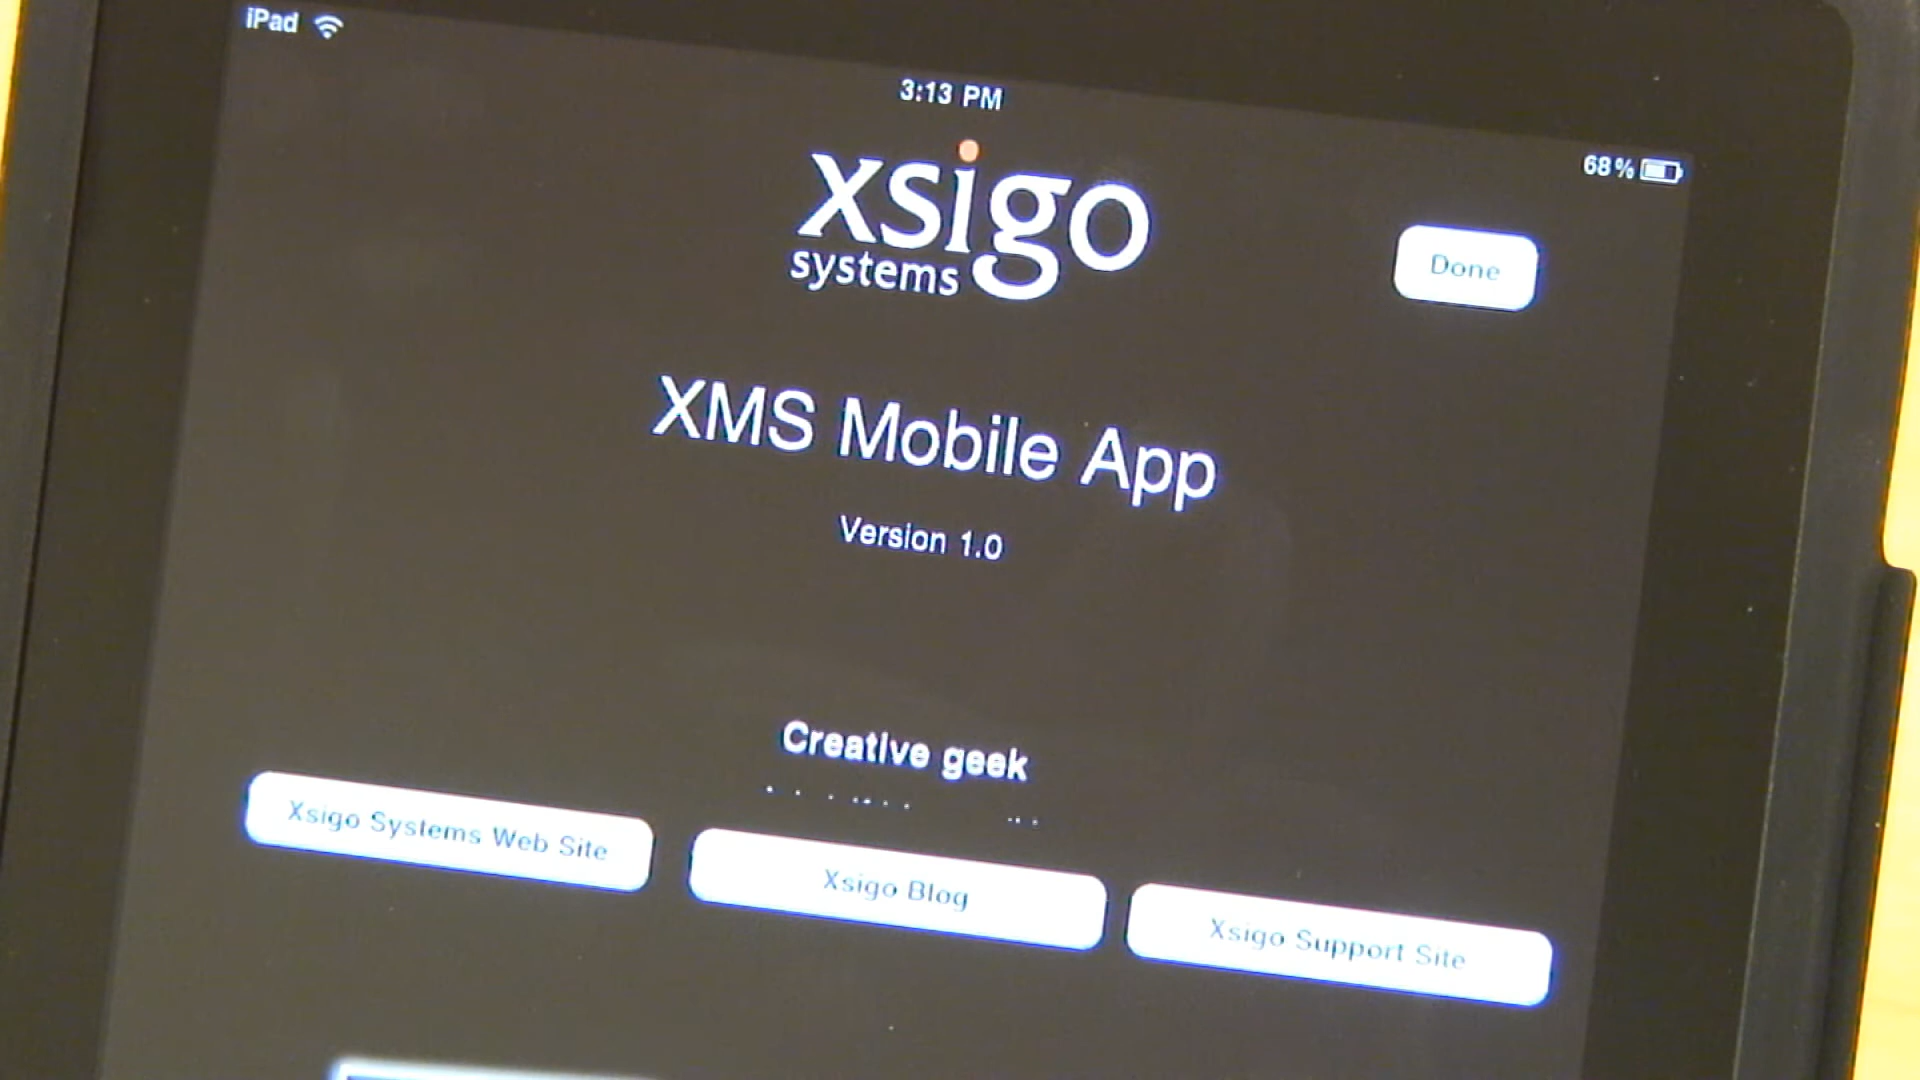 iPad
3:13 PM
68%
xsigo
systems
Done
XMS Mobile App
Version 1.0
Creative geek
Xsigo Systems Web Site
Xsigo Blog
Xsigo Support Site